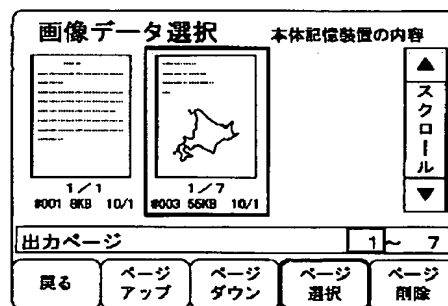 画像データ選択
本体記憶装置の内容
1/1
#001 8KB 10/1
1/7
#003 56KB 10/1
▲
スクロール
▼
出力ページ
1~ 7
戻る
ページ
アップ
ページ
ダウン
ページ
選択
ページ
削除